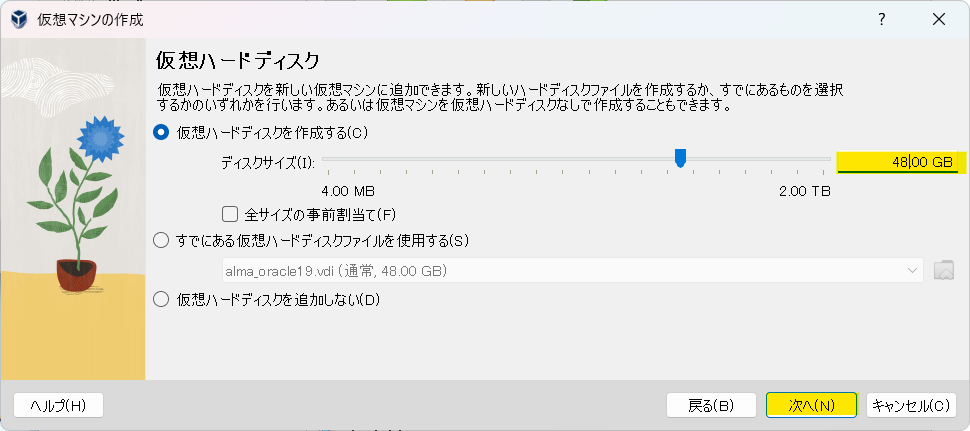 仮想マシンの作成
?
仮想ハードディスク
仮想ハードディスクを新しい仮想マシンに追加できます。新しいハードディスクファイルを作成するか、すでにあるものを選択
するかのいずれかを行います。あるいは仮想マシンを仮想ハードディスクなしで作成することもできます。
仮想ハードディスクを作成する(C)
ディスクサイズ(I):
48.00 GB
4.00 MB
2.00 TB
全サイズの事前割当て(F)
すでにある仮想ハードディスクファイルを使用する(S)
alma_oracle19.vdi (通常, 48.00 GB)
仮想ハードディスクを追加しない(D)
ヘルプ(H)
戻る(B)
次へ(N)
キャンセル(C)